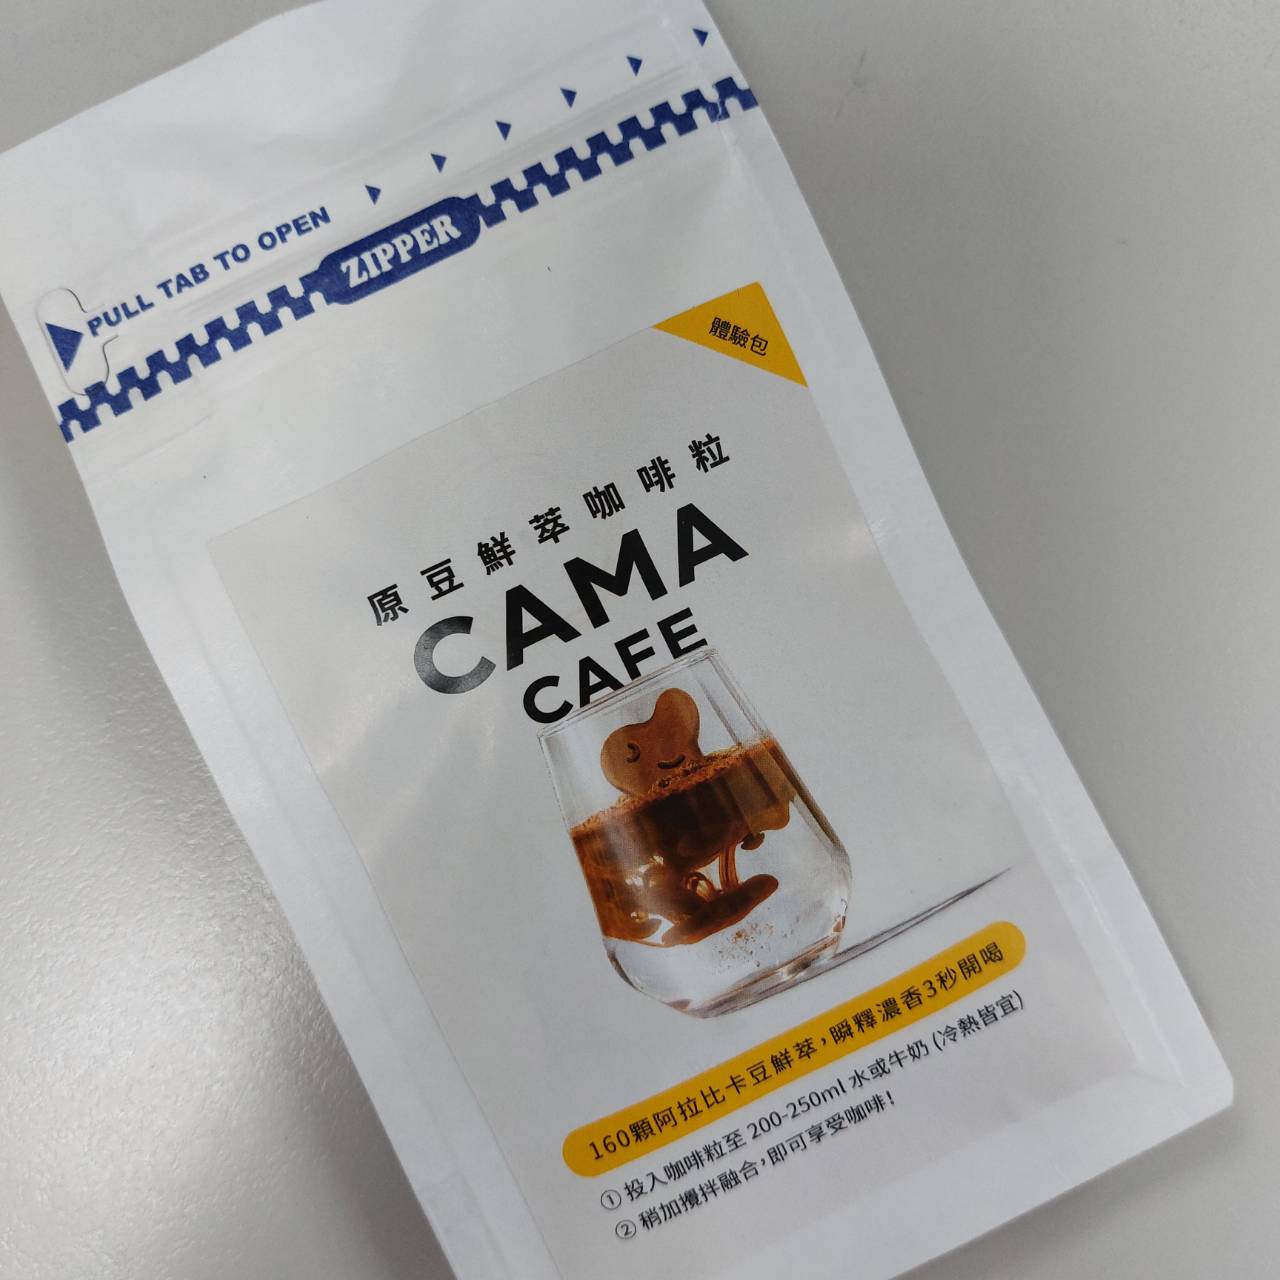 PULL TAB TO OPEN
ZIPPER
體驗包
原豆鮮萃咖啡粒
CAMA
CAFE
160顆阿拉比卡豆鮮萃，瞬釋濃香3秒開喝
① 投入咖啡粒至 200-250ml 水或牛奶 (冷熱皆宜)
② 稍加攪拌融合，即可享受咖啡！